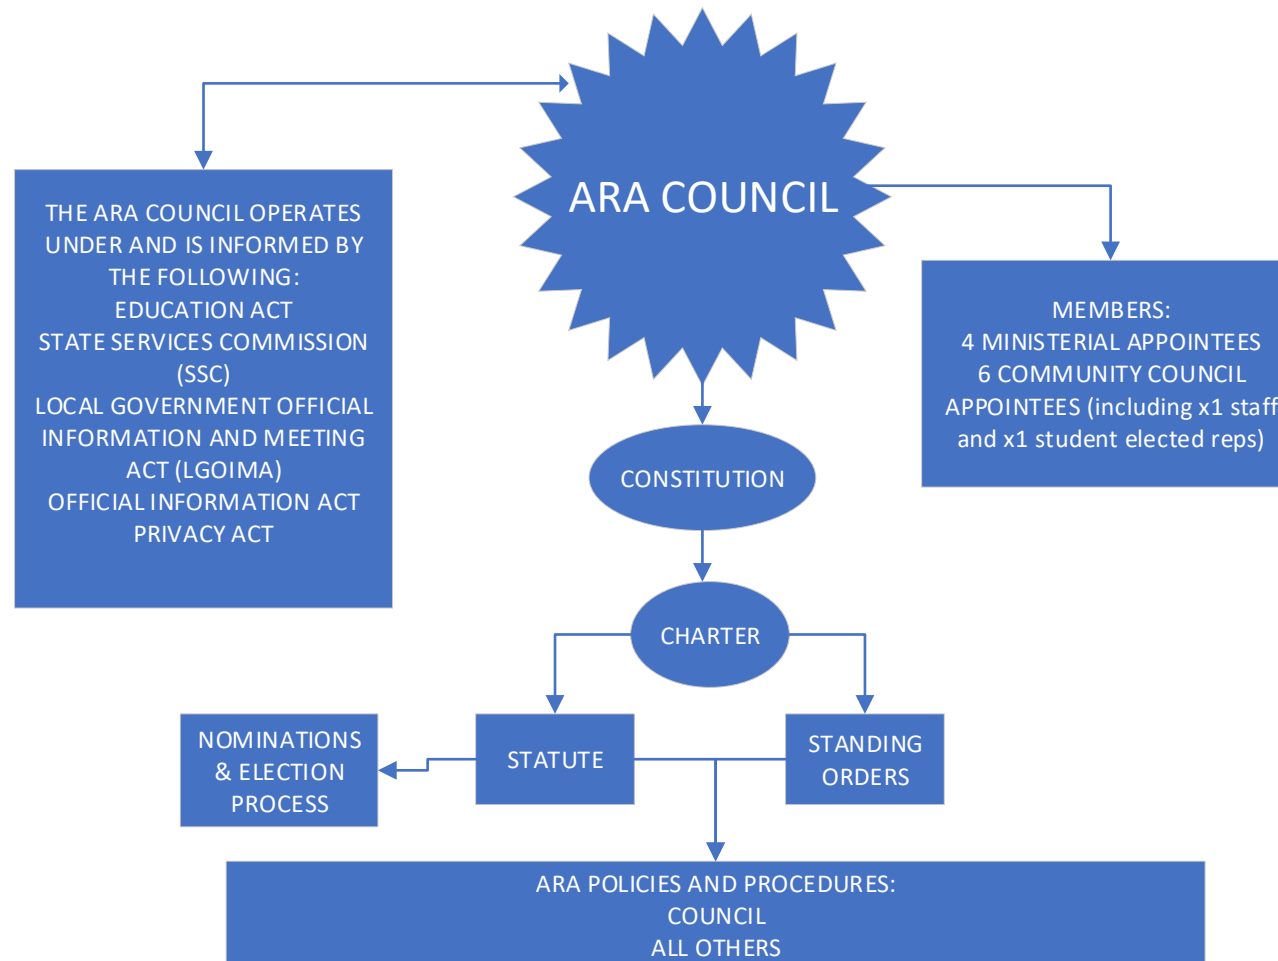 ARA COUNCIL
THE ARA COUNCIL OPERATES
UNDER AND IS INFORMED BY
THE FOLLOWING:
EDUCATION ACT
STATE SERVICES COMMISSION
(SSC)
LOCAL GOVERNMENT OFFICIAL
INFORMATION AND MEETING
ACT (LGOIMA)
OFFICIAL INFORMATION ACT
PRIVACY ACT
MEMBERS:
4 MINISTERIAL APPOINTEES
6 COMMUNITY COUNCIL
APPOINTEES (including x1 staff
and x1 student elected reps)
CONSTITUTION
CHARTER
NOMINATIONS
& ELECTION
PROCESS
STATUTE
STANDING
ORDERS
ARA POLICIES AND PROCEDURES:
COUNCIL
ALL OTHERS